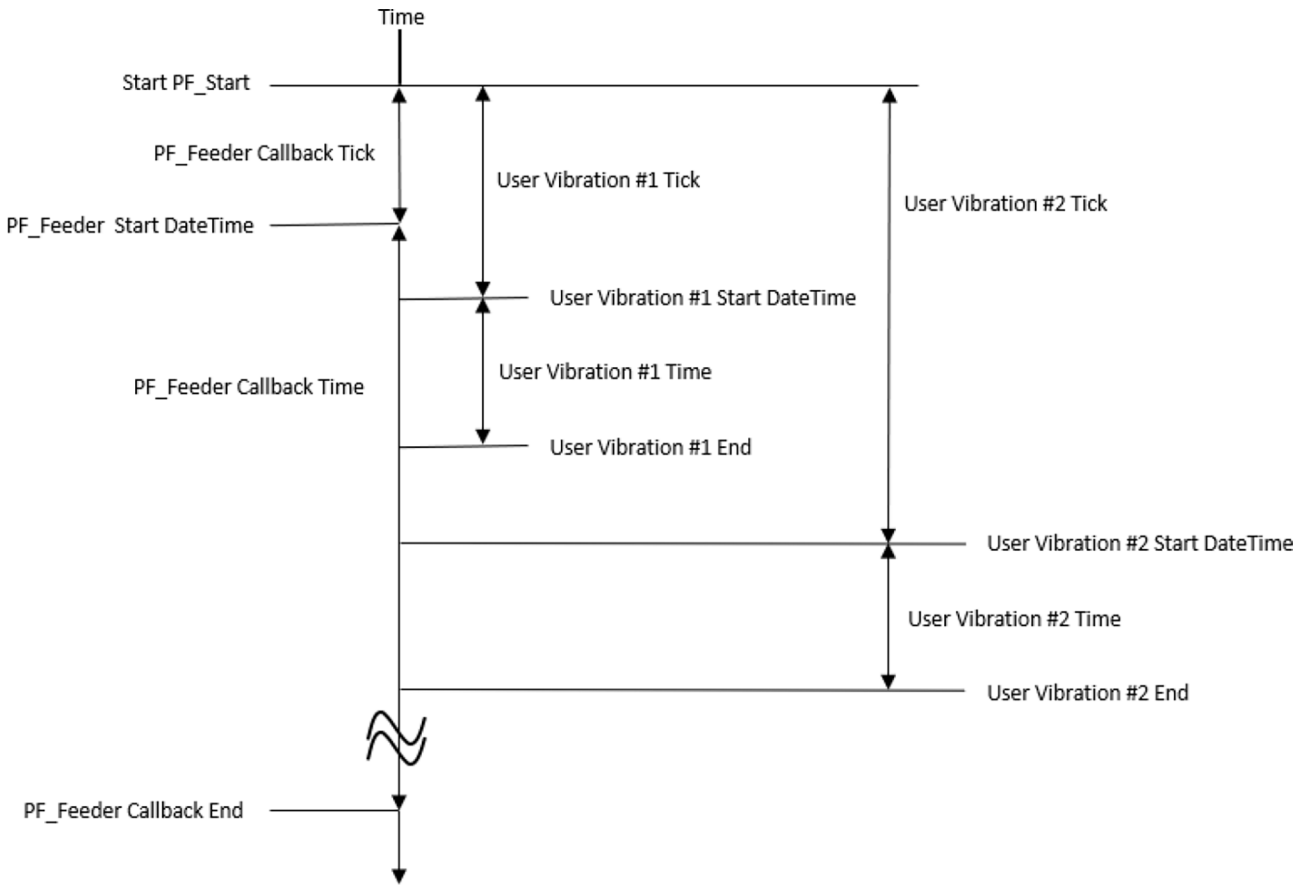 Time
Start PF_Start
PF_Feeder Callback Tick
User Vibration #1 Tick
User Vibration #2 Tick
PF_Feeder  Start DateTime
User Vibration #1 Start DateTime
User Vibration #1 Time
PF_Feeder Callback Time
User Vibration #1 End
User Vibration #2 Start DateTime
User Vibration #2 Time
User Vibration #2 End
PF_Feeder Callback End